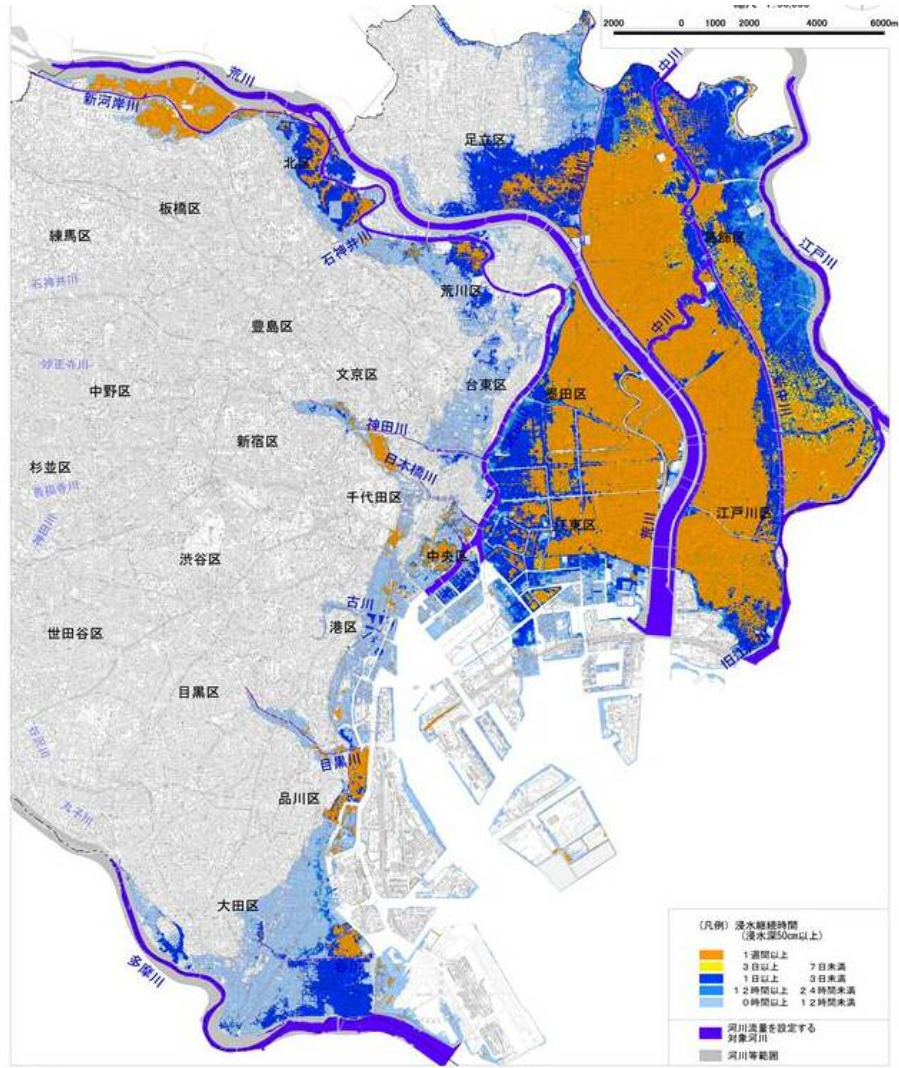 2000 0 1000 2000 4000 6000m
荒川
中川
新河岸川
足立区
北区
板橋区
練馬区
葛飾区
江戸川
石神井川
石神井川
荒川区
中川
豊島区
妙正寺川
文京区
台東区
中野区
墨田区
神田川
新宿区
日本橋川
杉並区
善福寺川
千代田区
江戸川区
神田川
江東区
荒川
中央区
渋谷区
古川
港区
世田谷区
目黒区
谷沢川
目黒川
品川区
丸子川
大田区
多摩川
(凡例) 浸水継続時間
(浸水深50cm以上)
1週間以上
3日以上 7日未満
1日以上 3日未満
12時間以上 24時間未満
0時間以上 12時間未満
河川流量を設定する
対象河川
河川等範囲